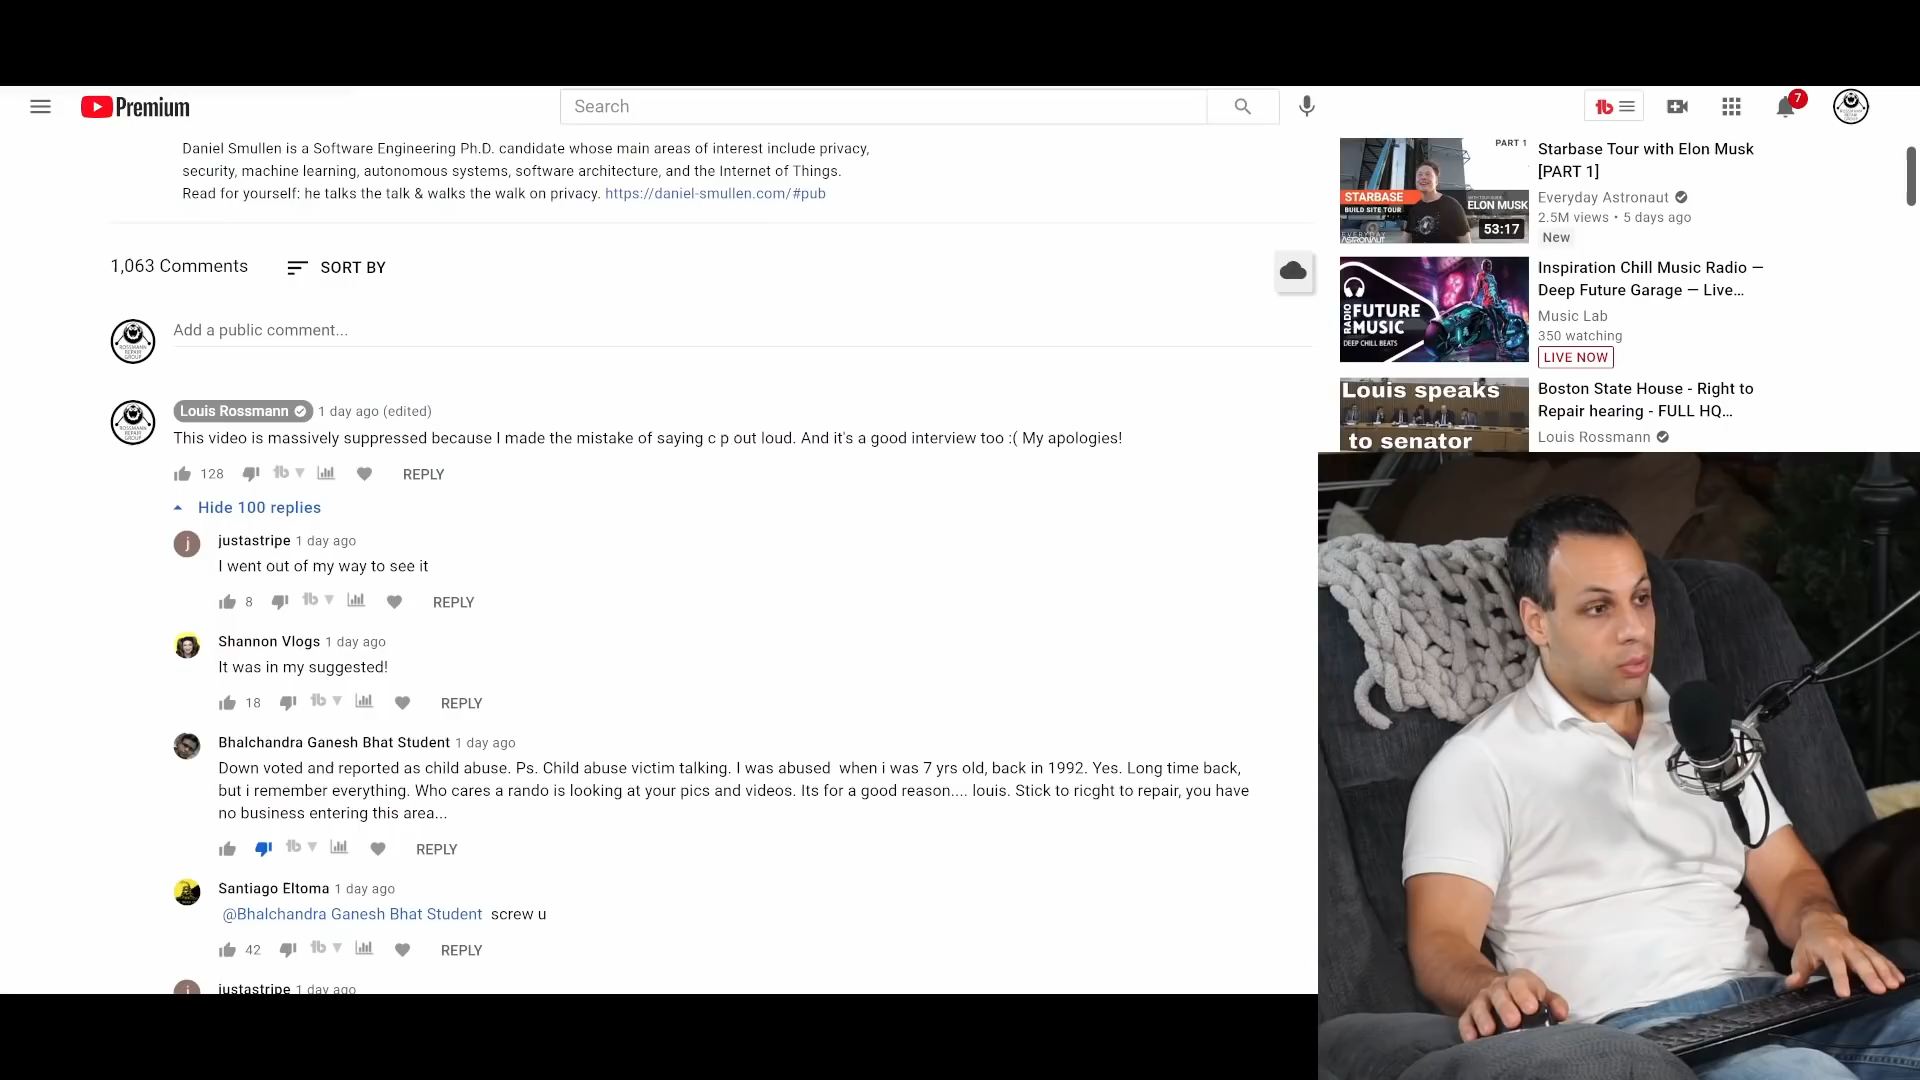 Premium
Search
7
Daniel Smullen is a Software Engineering Ph.D. candidate whose main areas of interest include privacy,
security, machine learning, autonomous systems, software architecture, and the Internet of Things.
Read for yourself: he talks the talk & walks the walk on privacy. https://daniel-smullen.com/#pub
1,063 Comments
SORT BY
ROSSMANN
REPAIR
GROUP
Add a public comment...
ROSSMANN
REPAIR
GROUP
Louis Rossmann 1 day ago (edited)
This video is massively suppressed because I made the mistake of saying c p out loud. And it's a good interview too :( My apologies!
128
REPLY
Hide 100 replies
j
justastripe 1 day ago
I went out of my way to see it
8
REPLY
Shannon Vlogs 1 day ago
It was in my suggested!
18
REPLY
Bhalchandra Ganesh Bhat Student 1 day ago
Down voted and reported as child abuse. Ps. Child abuse victim talking. I was abused  when i was 7 yrs old, back in 1992. Yes. Long time back,
but i remember everything. Who cares a rando is looking at your pics and videos. Its for a good reason.... louis. Stick to ricght to repair, you have
no business entering this area...
REPLY
Santiago Eltoma 1 day ago
@Bhalchandra Ganesh Bhat Student  screw u
42
REPLY
justastripe 1 day ago
PART 1
STARBASE
BUILD SITE TOUR
WITH TOUR GUIDE
ELON MUSK
EVERYDAY
ASTRONAUT
53:17
Starbase Tour with Elon Musk
[PART 1]
Everyday Astronaut
2.5M views • 5 days ago
New
RADIO
FUTURE
MUSIC
DEEP CHILL BEATS
Inspiration Chill Music Radio —
Deep Future Garage — Live...
Music Lab
350 watching
LIVE NOW
Louis speaks
to senator
Boston State House - Right to
Repair hearing - FULL HQ...
Louis Rossmann